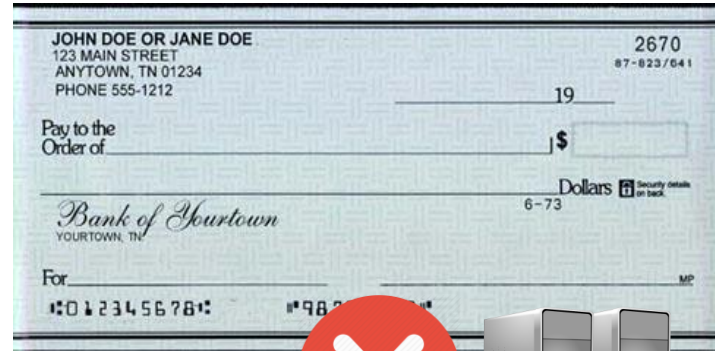 JOHN DOE OR JANE DOE
123 MAIN STREET
ANYTOWN, TN 01234
PHONE 555-1212
2670
87-823/641
19
Pay to the
Order of
$
Dollars
Security details
on back.
6-73
Bank of Yourtown
YOURTOWN, TN
For
MP
⑆012345678⑆ ⑈98